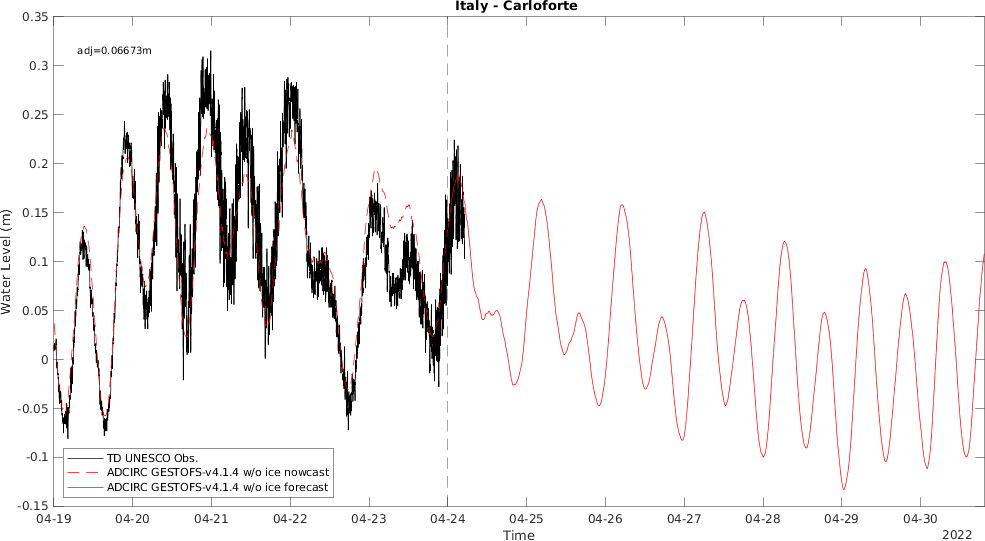 Italy - Carloforte
0.35
adj=0.06673m
0.3
0.25
0.2
0.15
0.1
0.05
0
-0.05
-0.1
-0.15
Water Level (m)
TD UNESCO Obs.
ADCIRC GESTOFS-v4.1.4 w/o ice nowcast
ADCIRC GESTOFS-v4.1.4 w/o ice forecast
04-19 04-20 04-21 04-22 04-23 04-24 04-25 04-26 04-27 04-28 04-29 04-30
Time
2022